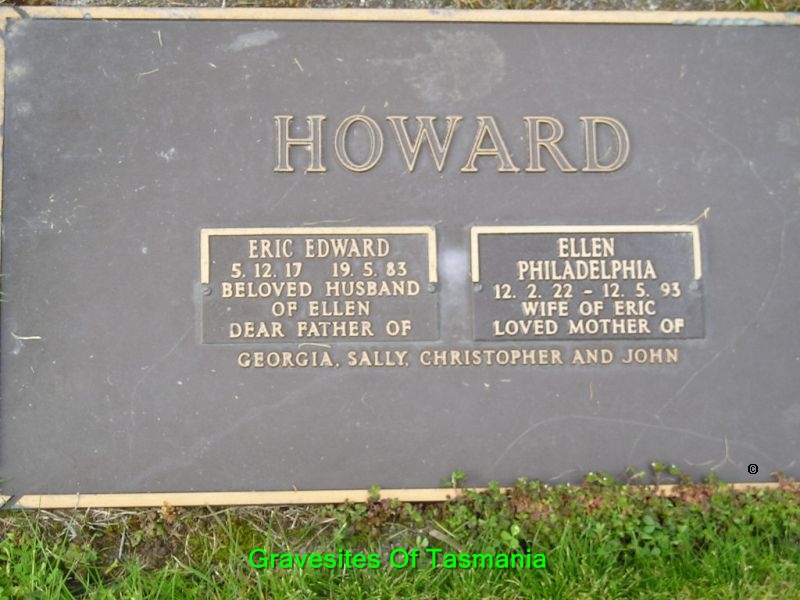 HOWARD
ERIC EDWARD
5. 12. 17 19. 5. 83
BELOVED HUSBAND
OF ELLEN
DEAR FATHER OF
ELLEN
PHILADELPHIA
12. 2. 22 - 12. 5. 93
WIFE OF ERIC
LOVED MOTHER OF
GEORGIA, SALLY, CHRISTOPHER AND JOHN
©
Gravesites Of Tasmania